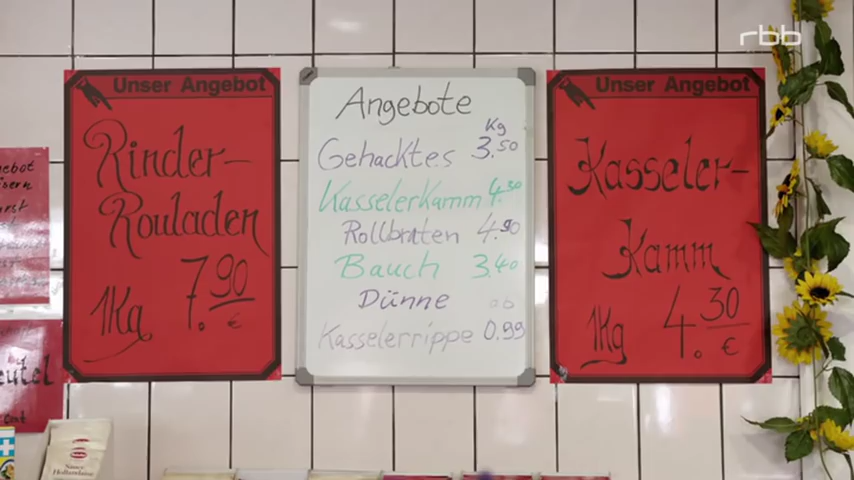 rbb
Unser Angebot
Rinder-
Rouladen
1Kg 7.90 €
Angebote
Kg
Gehacktes 3.50
Kasselerkamm 4.30
Rollbraten 4.90
Bauch 3.40
Dünne ab
Kasselerrippe 0.99
Unser Angebot
Kasseler-
Kamm
1Kg 4.30 €